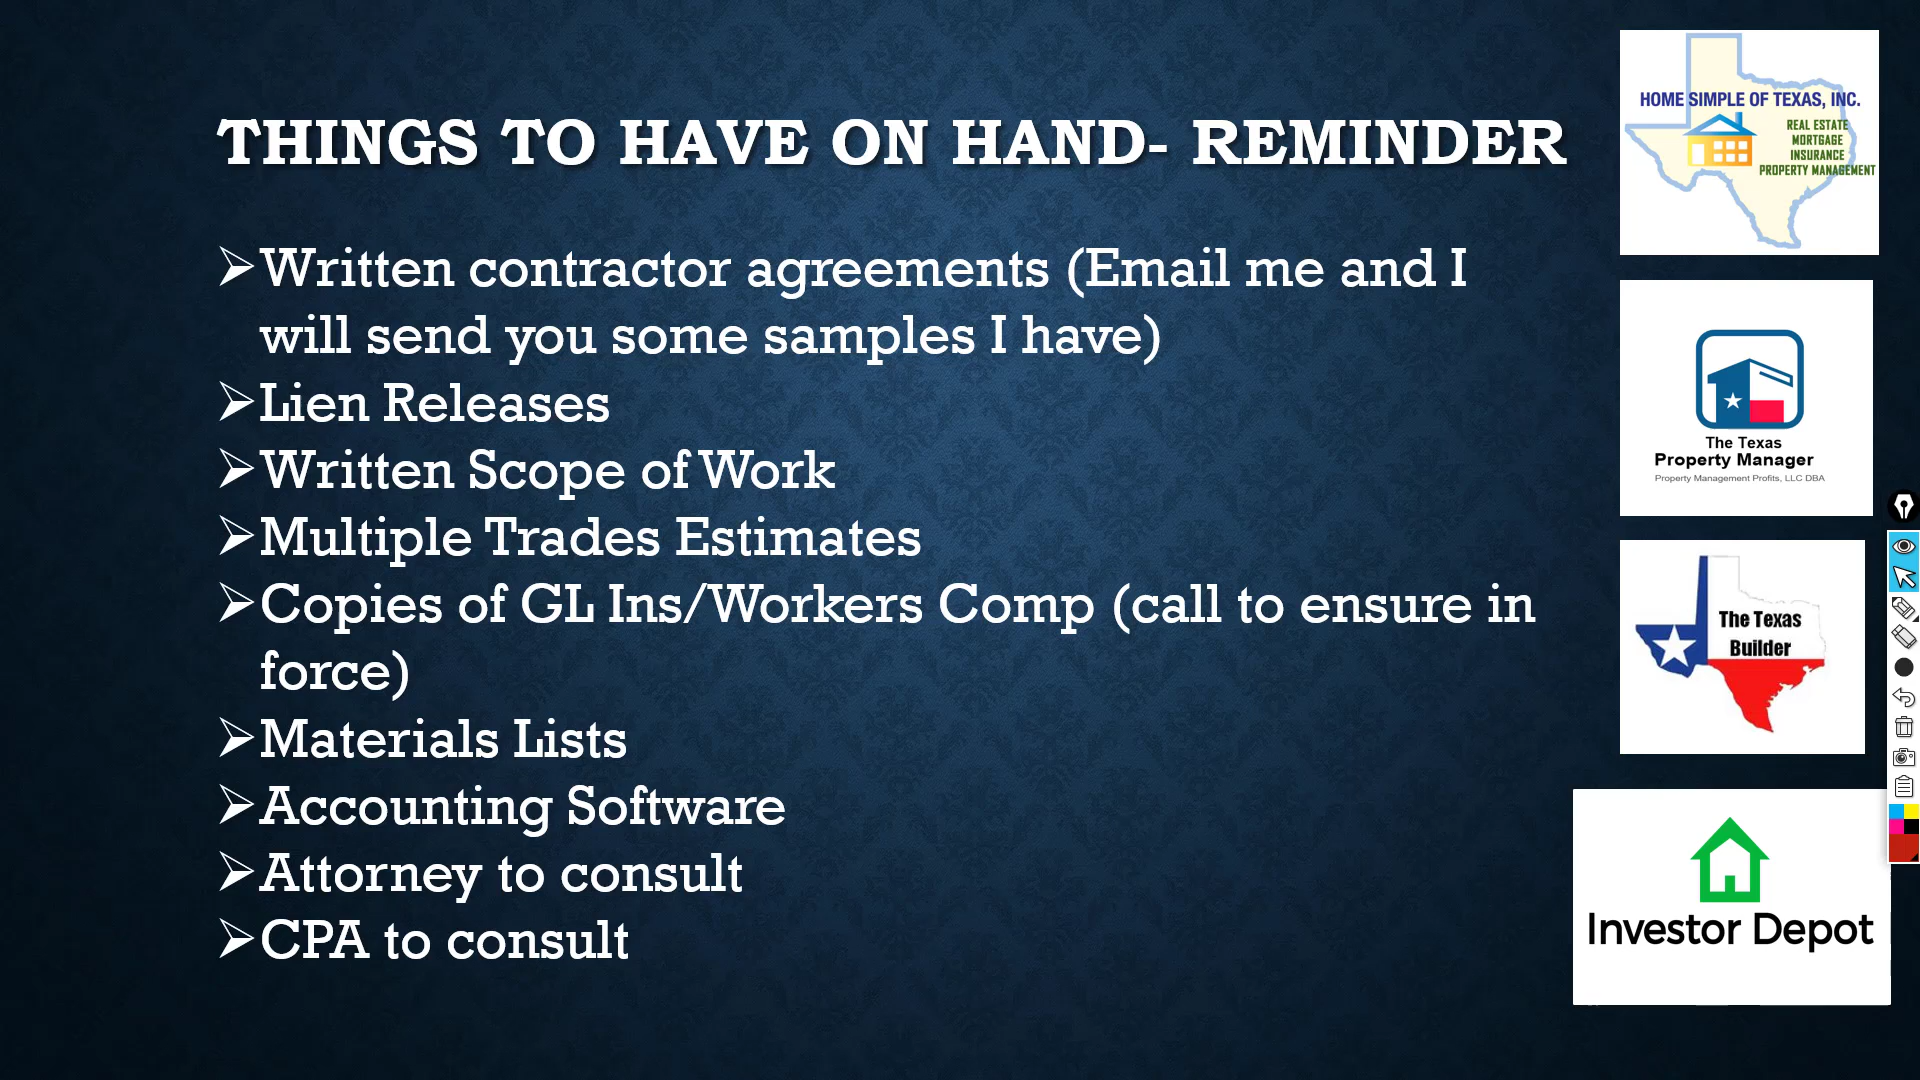 THINGS TO HAVE ON HAND- REMINDER
➢Written contractor agreements (Email me and I
will send you some samples I have)
➢Lien Releases
➢Written Scope of Work
➢Multiple Trades Estimates
➢Copies of GL Ins/Workers Comp (call to ensure in
force)
➢Materials Lists
➢Accounting Software
➢Attorney to consult
➢CPA to consult
HOME SIMPLE OF TEXAS, INC.
REAL ESTATE
MORTGAGE
INSURANCE
PROPERTY MANAGEMENT
The Texas
Property Manager
Property Management Profits, LLC DBA
The Texas
Builder
Investor Depot